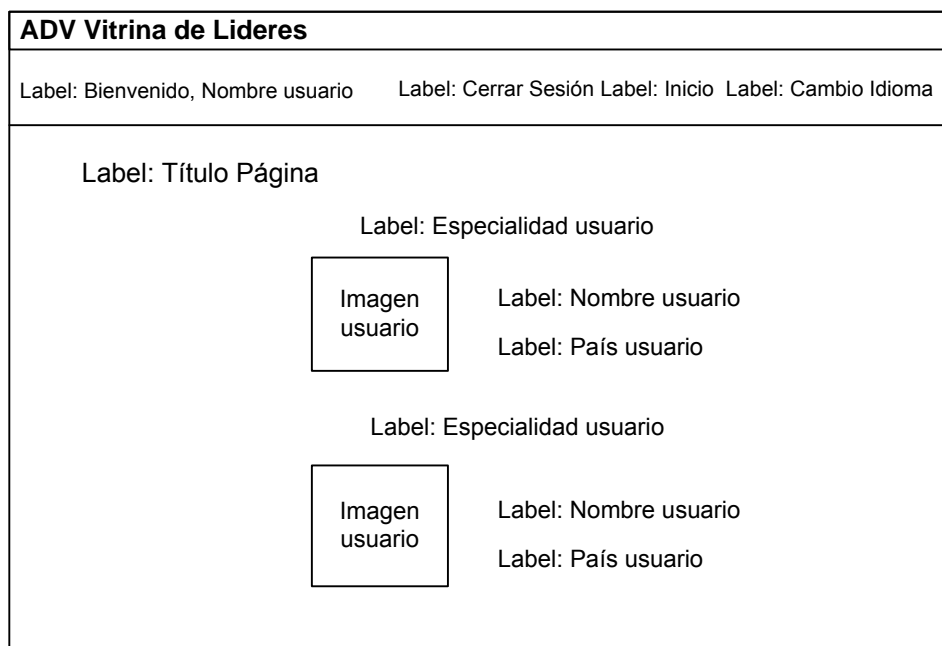 ADV Vitrina de Lideres
Label: Bienvenido, Nombre usuario Label: Cerrar Sesión Label: Inicio Label: Cambio Idioma
Label: Título Página
Label: Especialidad usuario
Imagen
usuario
Label: Nombre usuario
Label: País usuario
Label: Especialidad usuario
Imagen
usuario
Label: Nombre usuario
Label: País usuario